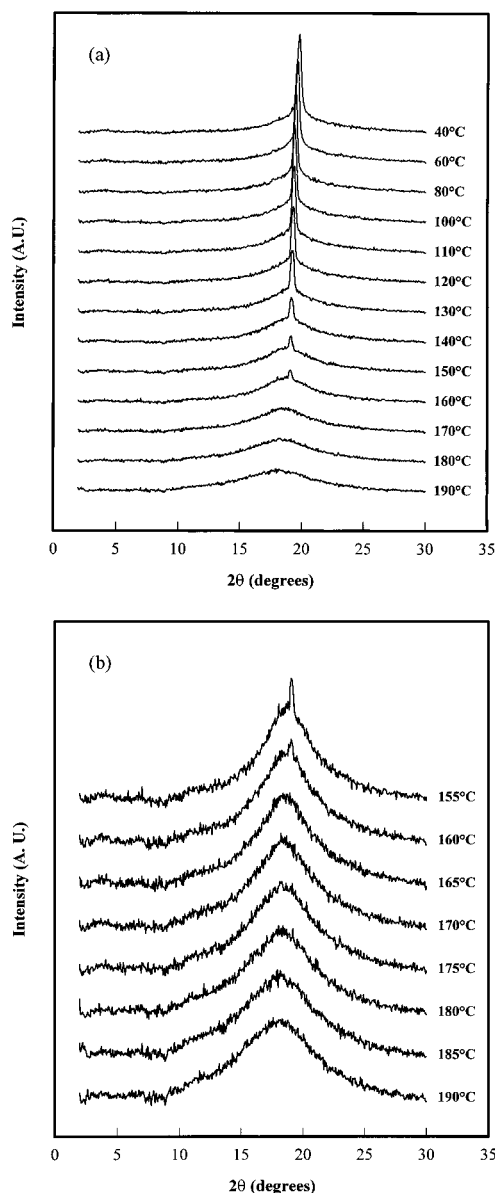 (a)
40°C
60°C
80°C
100°C
110°C
120°C
130°C
140°C
150°C
160°C
170°C
180°C
190°C
Intensity (A.U.)
0 5 10 15 20 25 30 35
2θ (degrees)
(b)
155°C
160°C
165°C
170°C
175°C
180°C
185°C
190°C
Intensity (A. U.)
0 5 10 15 20 25 30 35
2θ (degrees)